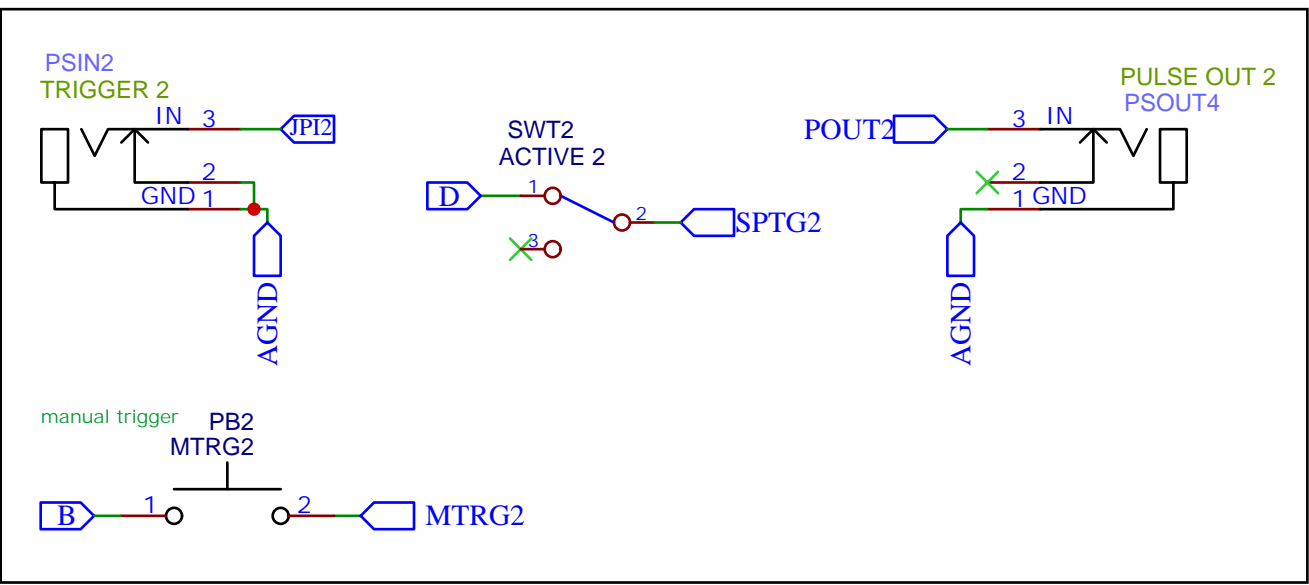 PSIN2
TRIGGER 2
IN 3
JPI2
2
GND 1
AGND
SWT2
ACTIVE 2
D
1
2
SPTG2
3
PULSE OUT 2
PSOUT4
POUT2
3 IN
2
1 GND
AGND
manual trigger
PB2
MTRG2
B
1
2
MTRG2